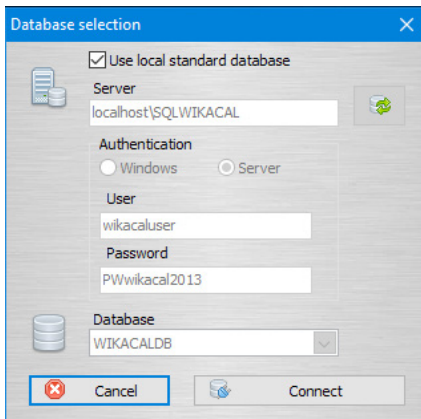 Database selection
Use local standard database
Server
localhost\SQLWIKACAL
Authentication
Windows Server
User
wikacaluser
Password
PWwikacal2013
Database
WIKACALDB
Cancel Connect